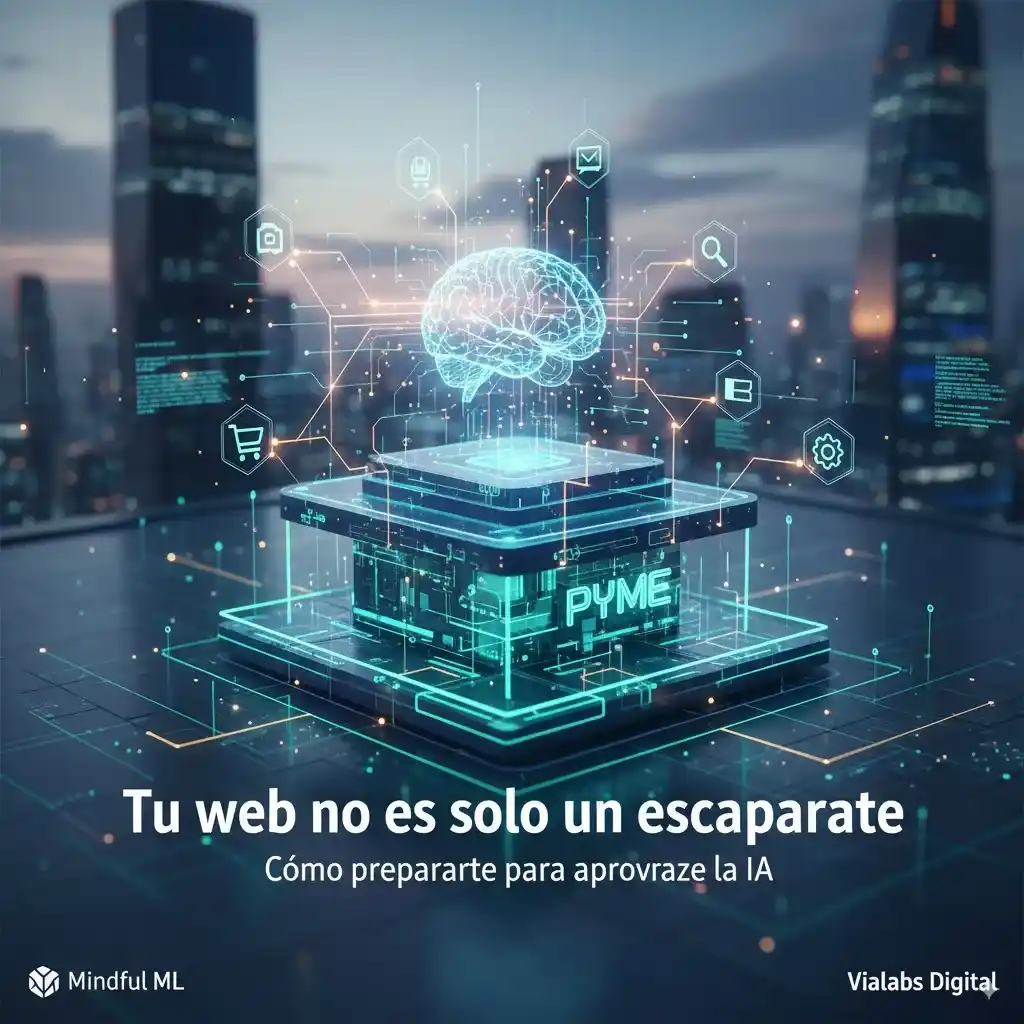 PYME
Tu web no es solo un escaparate
Cómo prepararte para aprovraze la IA
Mindful ML
Vialabs Digital